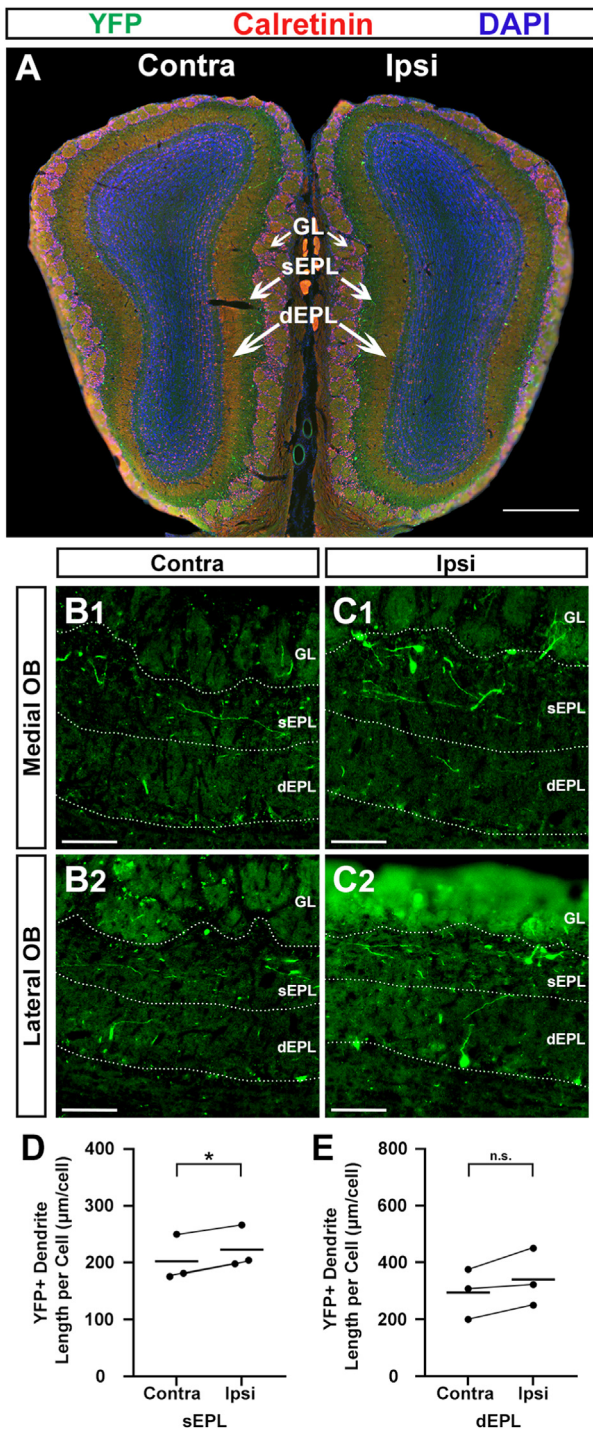 YFP Calretinin DAPI
A Contra Ipsi
GL
sEPL
dEPL
Contra Ipsi
Medial OB
B1
GL
sEPL
dEPL
C1
GL
sEPL
dEPL
Lateral OB
B2
GL
sEPL
dEPL
C2
GL
sEPL
dEPL
D
YFP+ Dendrite
Length per Cell (µm/cell)
400
300
200
100
0
*
Contra Ipsi
sEPL
E
YFP+ Dendrite
Length per Cell (µm/cell)
800
600
400
200
0
n.s.
Contra Ipsi
dEPL